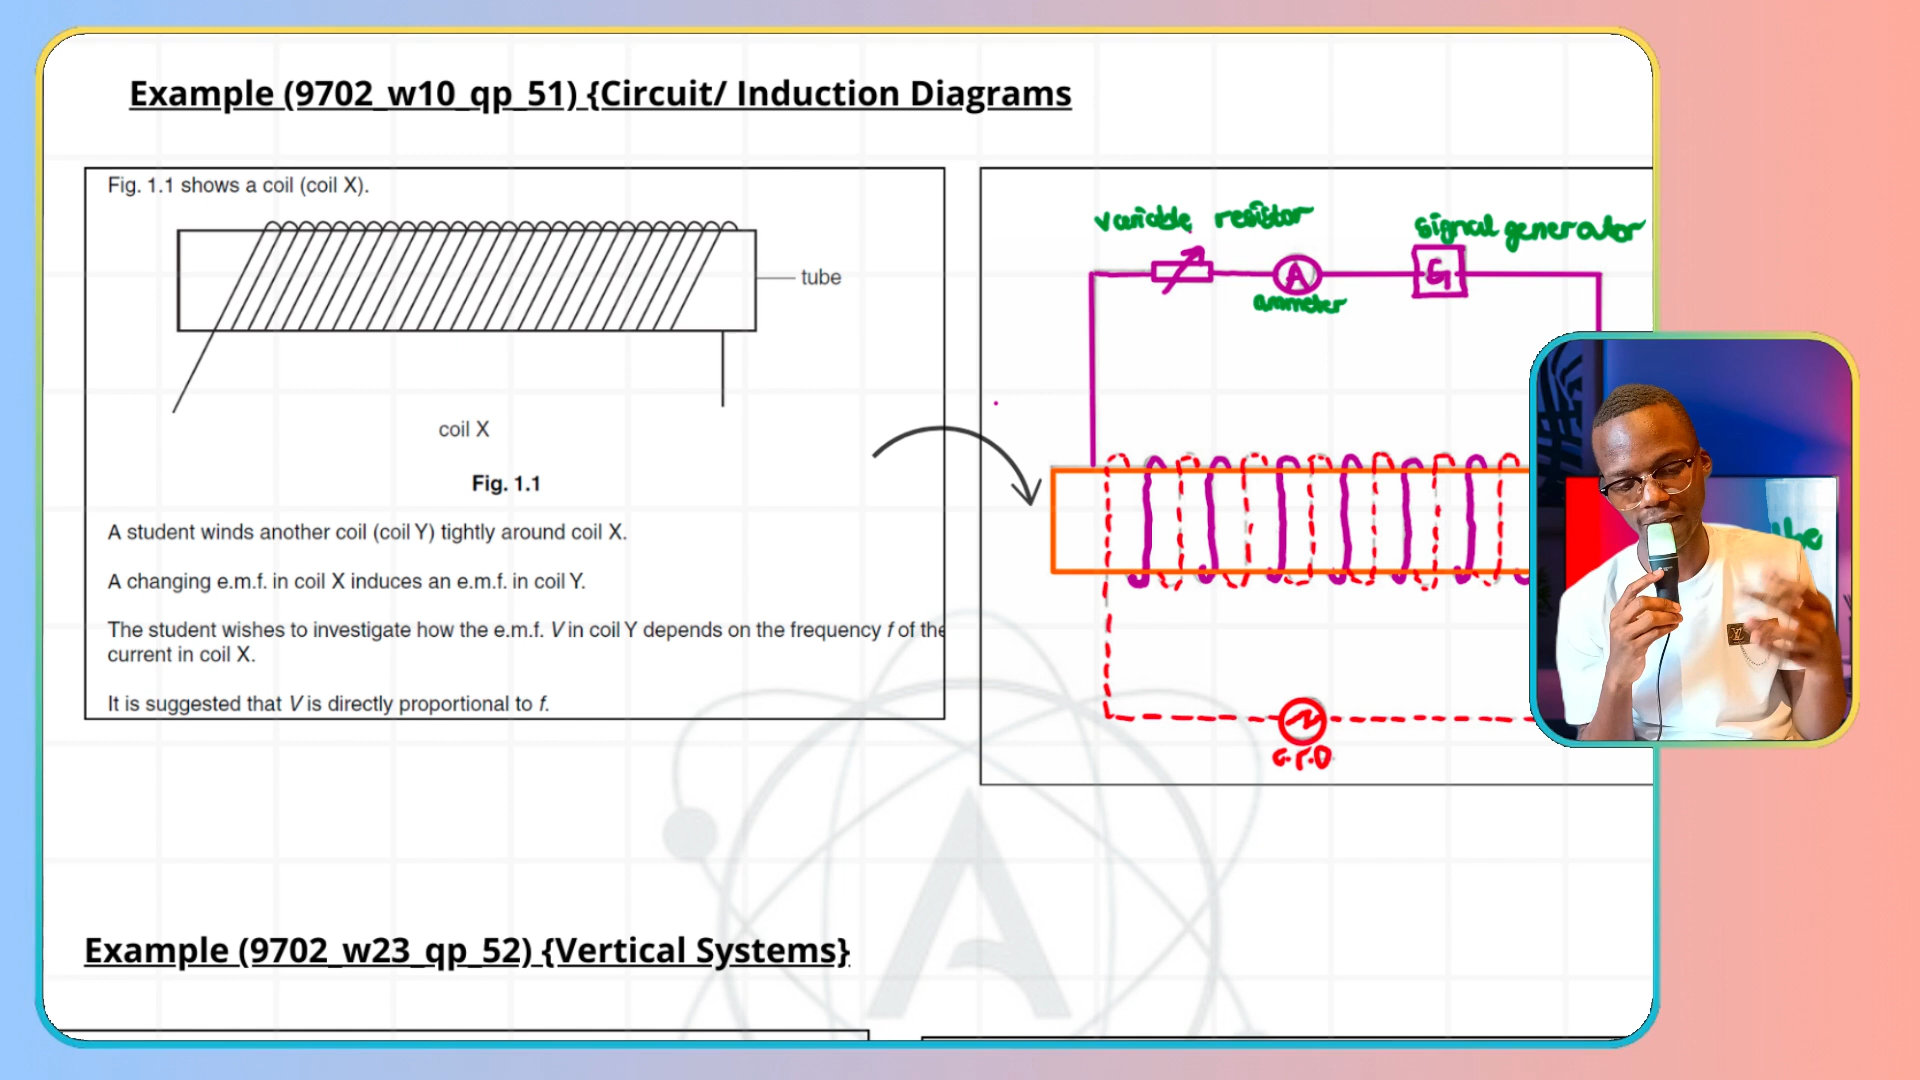 Example (9702_w10_qp_51) {Circuit/ Induction Diagrams
Fig. 1.1 shows a coil (coil X).
tube
coil X
Fig. 1.1
A student winds another coil (coil Y) tightly around coil X.
A changing e.m.f. in coil X induces an e.m.f. in coil Y.
The student wishes to investigate how the e.m.f. V in coil Y depends on the frequency f of the
current in coil X.
It is suggested that V is directly proportional to f.
variable resistor
signal generator
A
G
ammeter
C.R.O
Example (9702_w23_qp_52) {Vertical Systems}